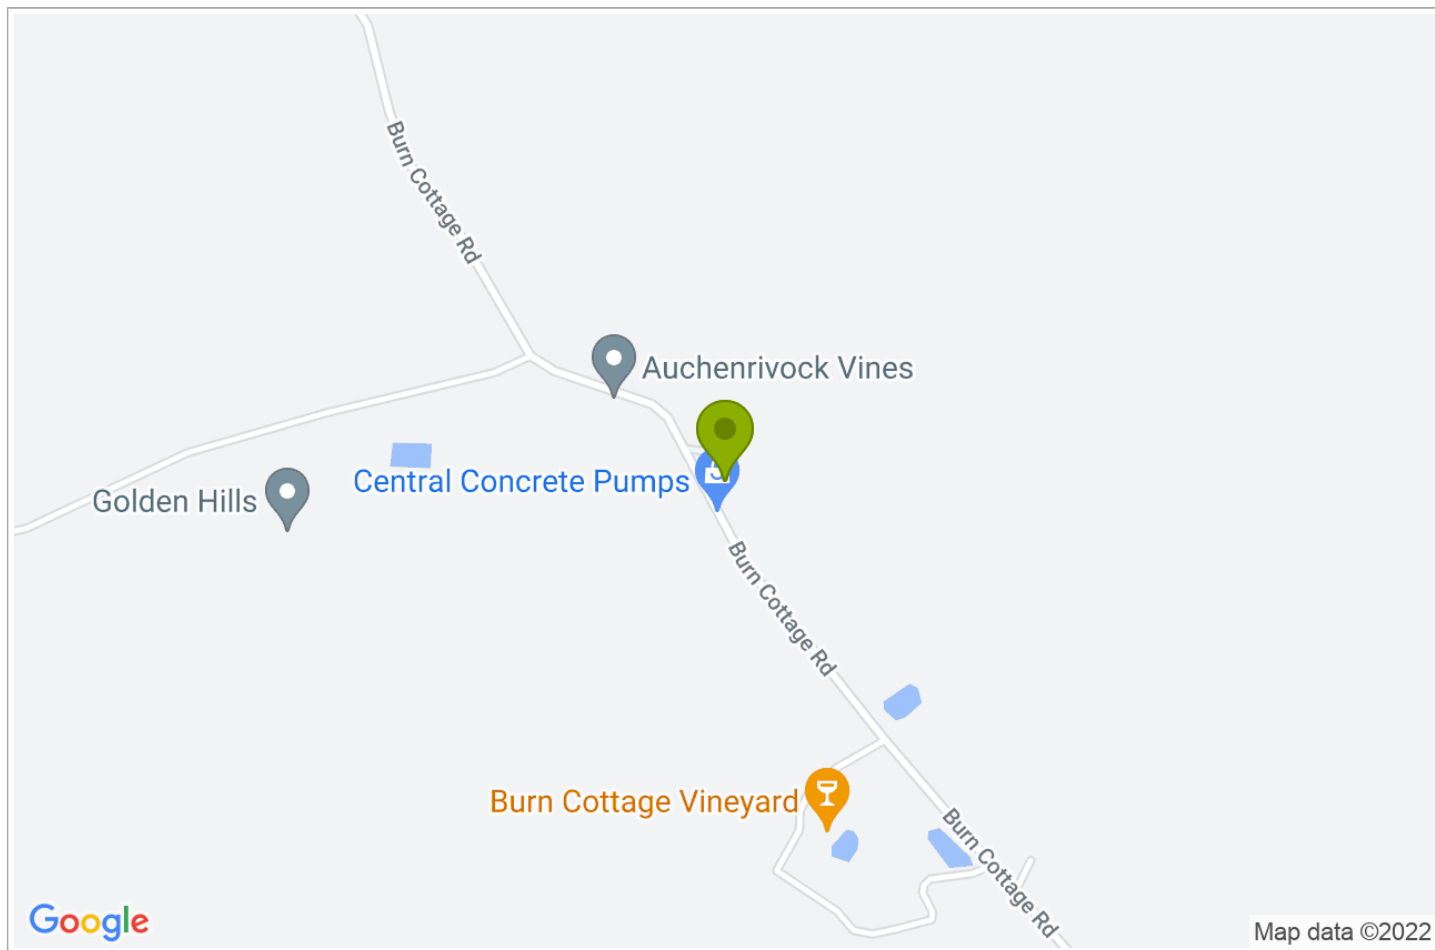 Burn Cottage Rd
Auchenrivock Vines
Central Concrete Pumps
Golden Hills
Burn Cottage Rd
Burn Cottage Vineyard
Burn Cottage Rd
Google
Map data ©2022